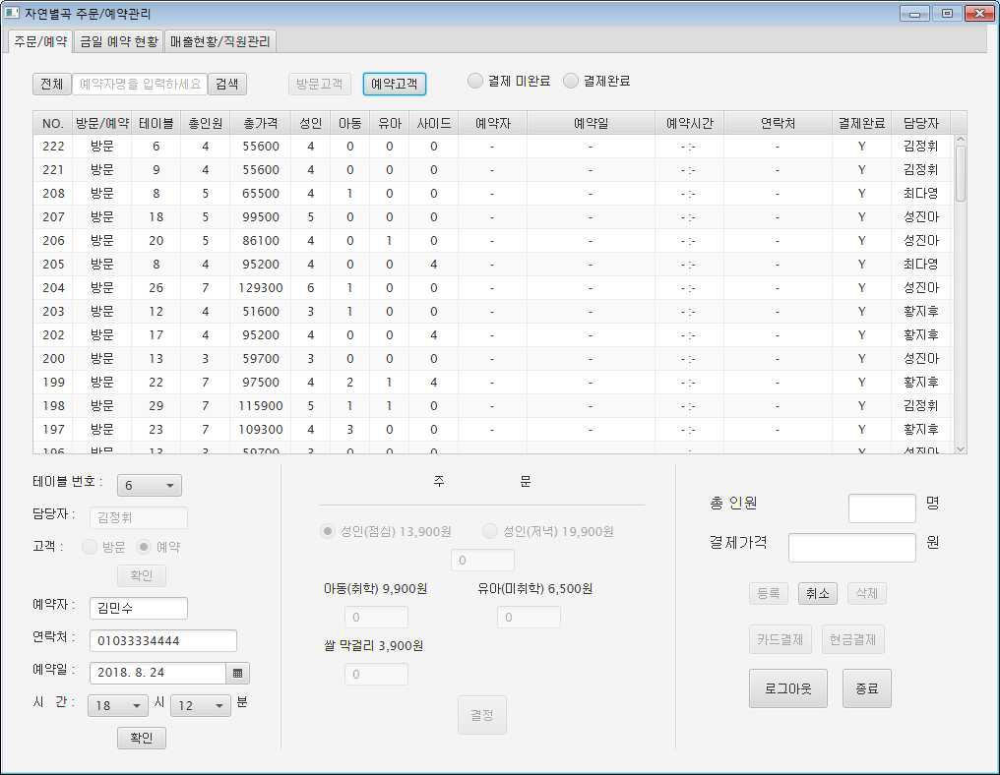 자연별곡 주문/예약관리
주문/예약 금일 예약 현황 매출현황/직원관리
전체 예약자명을 입력하세요 검색 방문고객 예약고객 결제 미완료 결제완료
NO. 방문/예약 테이블 총인원 총가격 성인 아동 유아 사이드 예약자 예약일 예약시간 연락처 결제완료 담당자
222 방문 6 4 55600 4 0 0 0 - - - :- - Y 김정휘
221 방문 9 4 55600 4 0 0 0 - - - :- - Y 김정휘
208 방문 8 5 65500 4 1 0 0 - - - :- - Y 최다영
207 방문 18 5 99500 5 0 0 0 - - - :- - Y 성진아
206 방문 20 5 86100 4 0 1 0 - - - :- - Y 성진아
205 방문 8 4 95200 4 0 0 4 - - - :- - Y 최다영
204 방문 26 7 129300 6 1 0 0 - - - :- - Y 성진아
203 방문 12 4 51600 3 1 0 0 - - - :- - Y 황지후
202 방문 17 4 95200 4 0 0 4 - - - :- - Y 황지후
200 방문 13 3 59700 3 0 0 0 - - - :- - Y 성진아
199 방문 22 7 97500 4 2 1 4 - - - :- - Y 황지후
198 방문 29 7 115900 5 1 1 0 - - - :- - Y 김정휘
197 방문 23 7 109300 4 3 0 0 - - - :- - Y 황지후
196 방문 13 3 59700 3 0 0 0 - - - :- - Y 성진아
테이블 번호 : 6
담당자 : 김정휘
고객 : 방문 예약
확인
예약자 : 김민수
연락처 : 01033334444
예약일 : 2018. 8. 24
시 간 : 18 시 12 분
확인
주 문
성인(점심) 13,900원 성인(저녁) 19,900원
0
아동(취학) 9,900원 유아(미취학) 6,500원
0 0
쌀 막걸리 3,900원
0
결정
총 인원 명
결제가격 원
등록 취소 삭제
카드결제 현금결제
로그아웃 종료